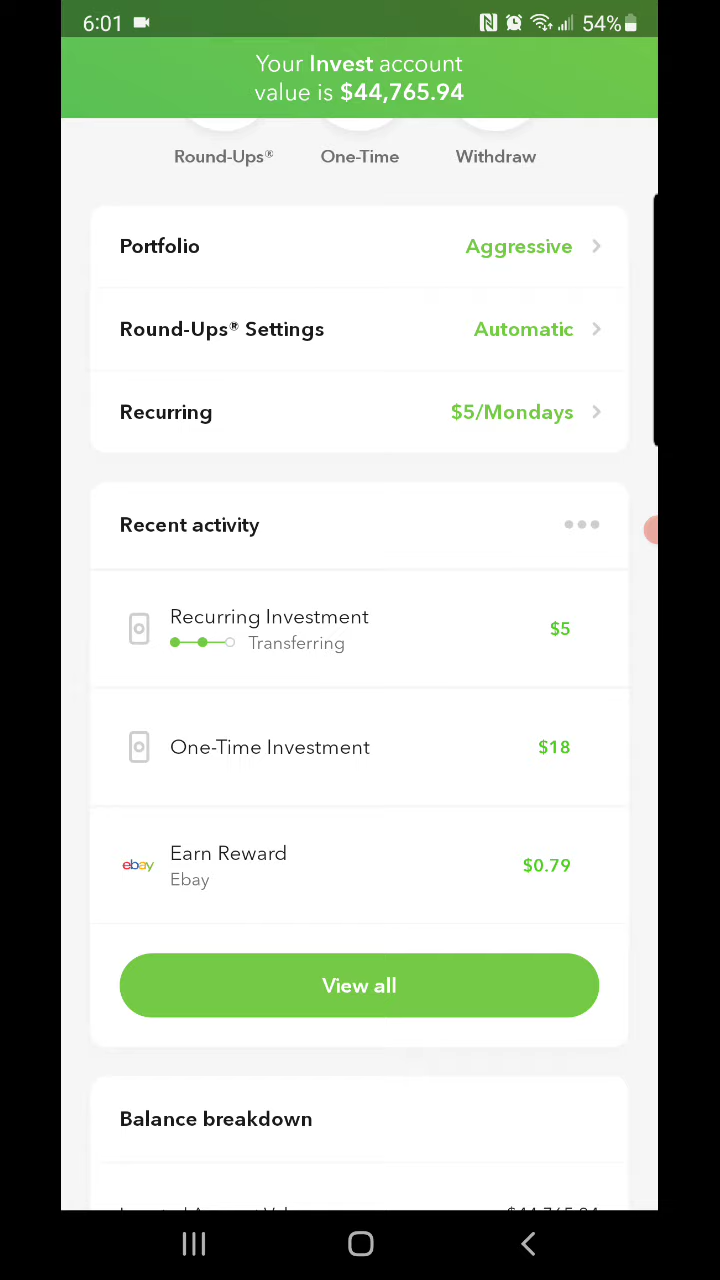 6:01 54%
Your Invest account
value is $44,765.94
Round-Ups® One-Time Withdraw
Portfolio Aggressive
Round-Ups® Settings Automatic
Recurring $5/Mondays
Recent activity
Recurring Investment
Transferring $5
One-Time Investment $18
ebay Earn Reward
Ebay $0.79
View all
Balance breakdown